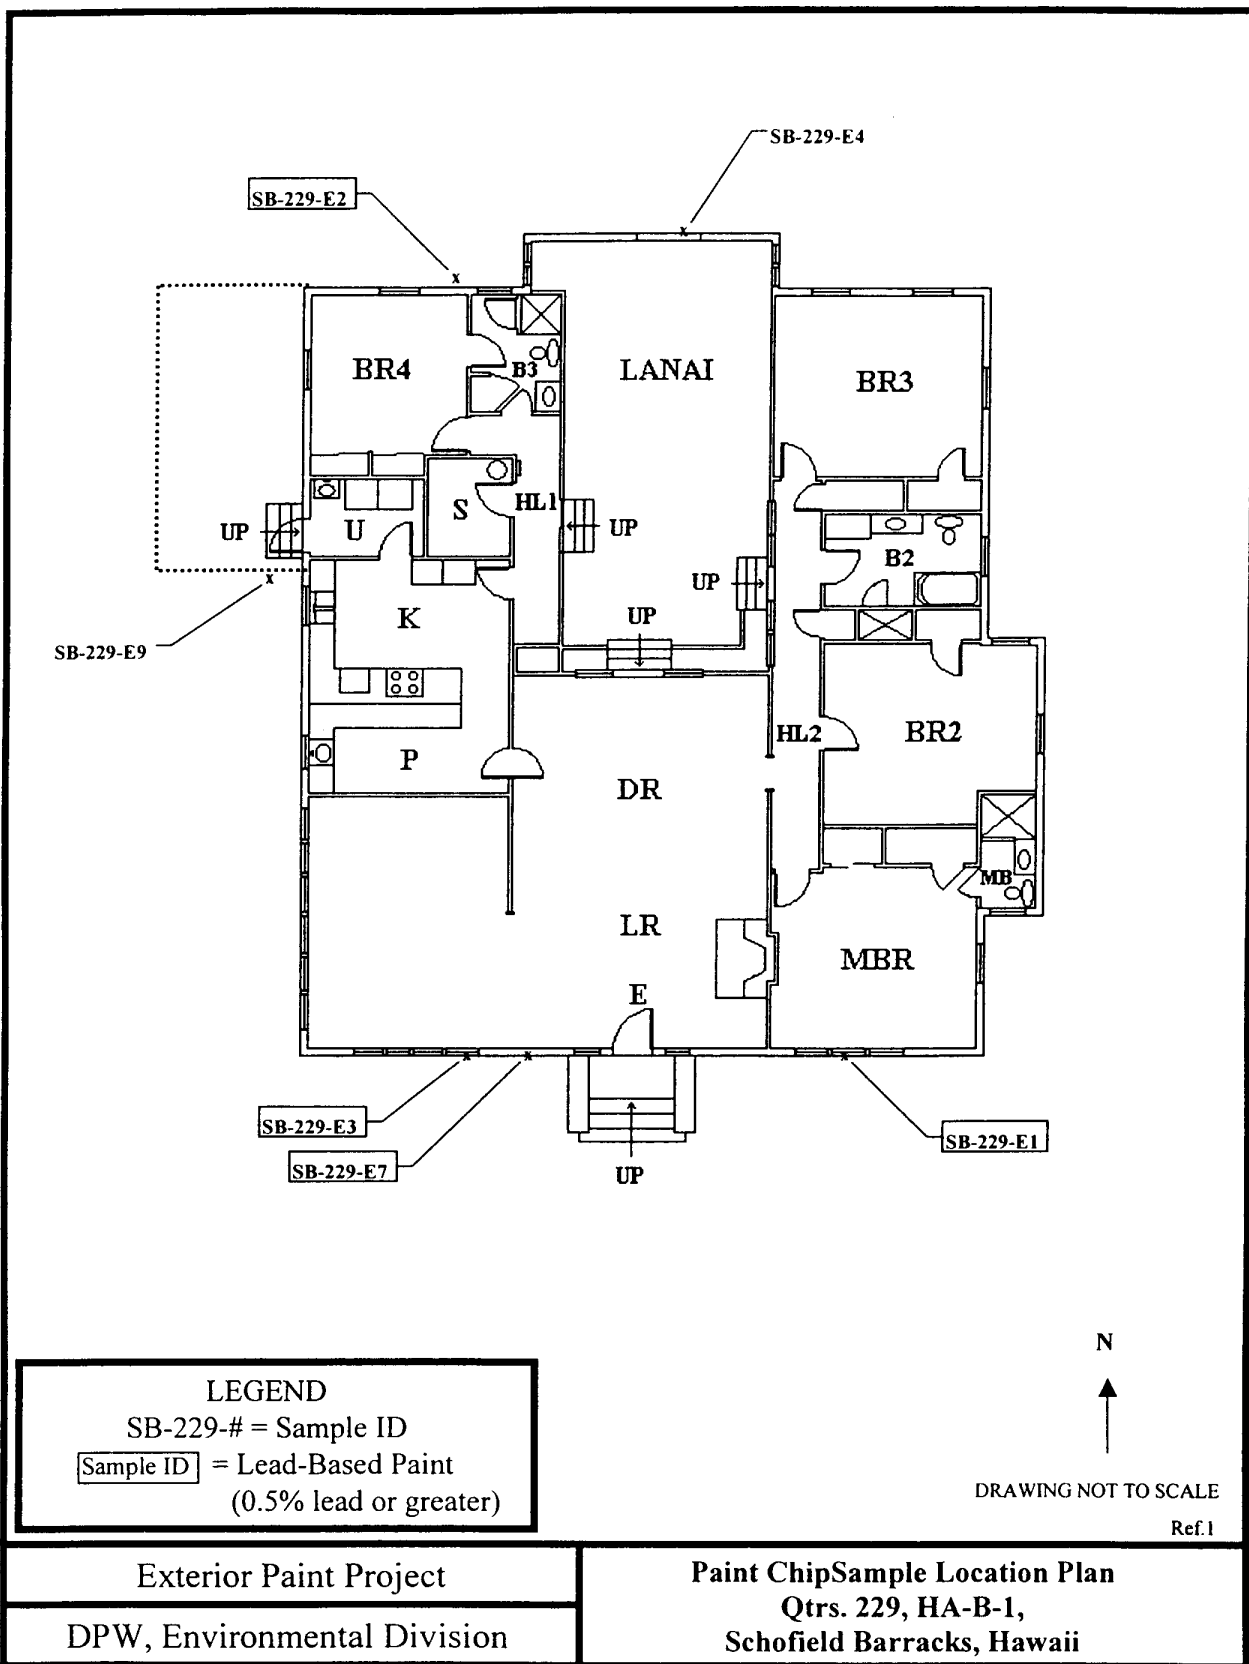 SB-229-E4
SB-229-E2
BR4
B3
LANAI
BR3
UP
U
S
HL1
UP
UP
B2
K
UP
SB-229-E9
P
DR
HL2
BR2
LR
MB
MBR
E
SB-229-E3
SB-229-E7
SB-229-E1
UP
N
LEGEND
SB-229-# = Sample ID
Sample ID = Lead-Based Paint
(0.5% lead or greater)
DRAWING NOT TO SCALE
Ref.1
Exterior Paint Project
DPW, Environmental Division
Paint ChipSample Location Plan
Qtrs. 229, HA-B-1,
Schofield Barracks, Hawaii